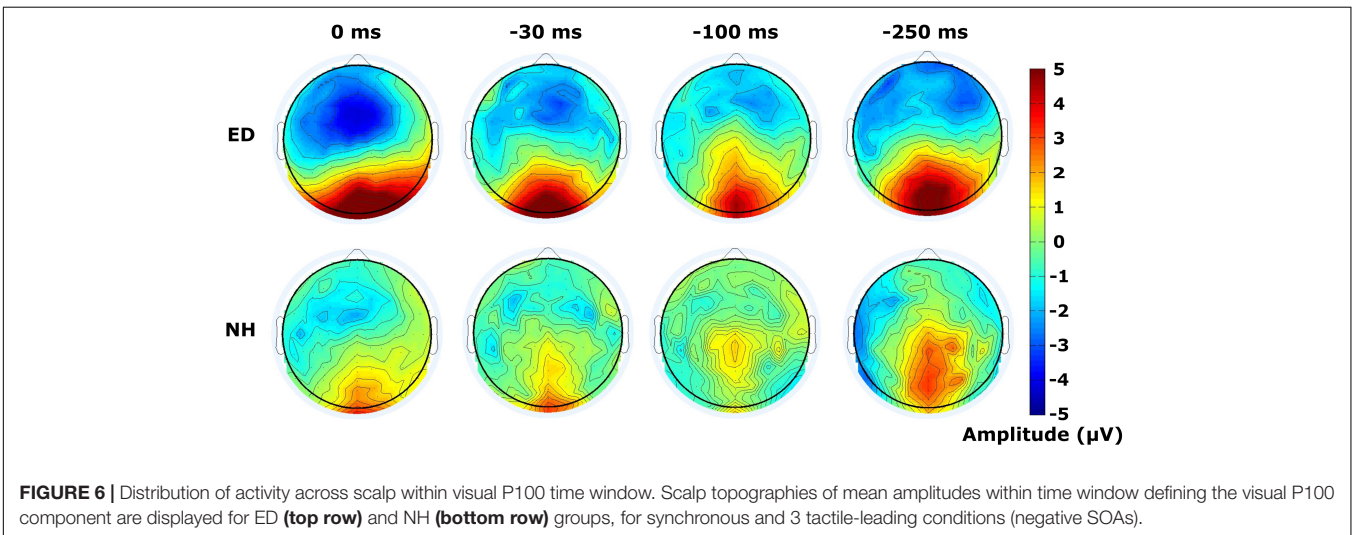 0 ms -30 ms -100 ms -250 ms
ED
NH
5
4
3
2
1
0
-1
-2
-3
-4
-5
Amplitude (µV)
FIGURE 6 | Distribution of activity across scalp within visual P100 time window. Scalp topographies of mean amplitudes within time window defining the visual P100
component are displayed for ED (top row) and NH (bottom row) groups, for synchronous and 3 tactile-leading conditions (negative SOAs).